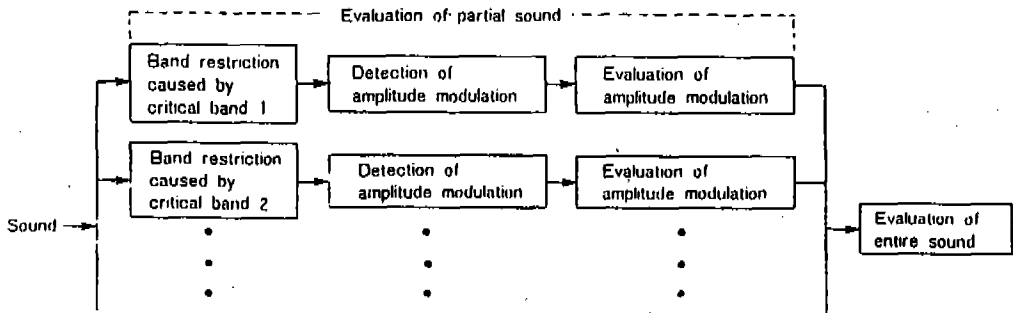 Evaluation of partial sound
Band restriction
caused by
critical band 1
Detection of
amplitude modulation
Evaluation of
amplitude modulation
Band restriction
caused by
critical band 2
Detection of
amplitude modulation
Evaluation of
amplitude modulation
Sound
Evaluation of
entire sound